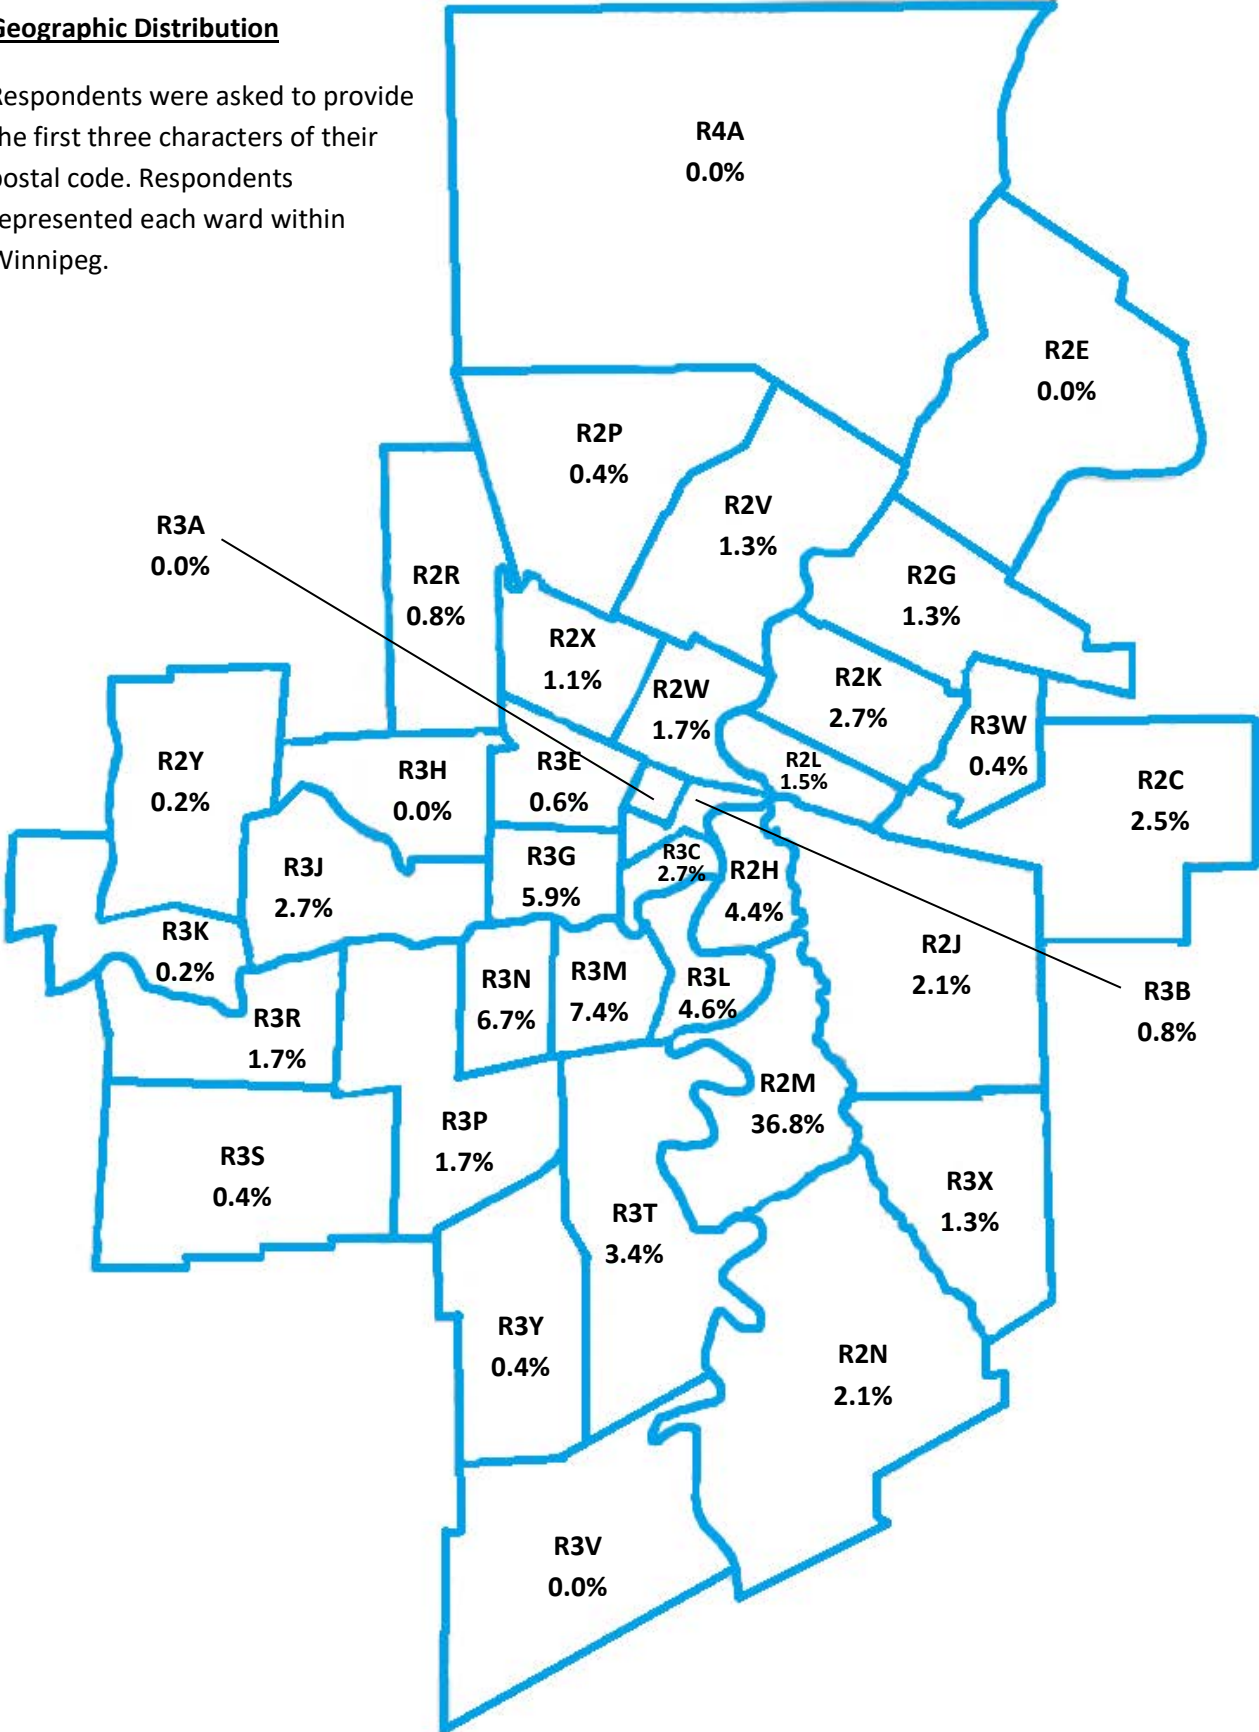 Geographic Distribution
Respondents were asked to provide
the first three characters of their
postal code. Respondents
represented each ward within
Winnipeg.
R4A
0.0%
R2E
0.0%
R2P
0.4%
R2V
1.3%
R3A
0.0%
R2R
0.8%
R2G
1.3%
R2X
1.1%
R2W
1.7%
R2K
2.7%
R3W
0.4%
R2L
1.5%
R2Y
0.2%
R3H
0.0%
R3E
0.6%
R2C
2.5%
R3J
2.7%
R3G
5.9%
R3C
2.7%
R2H
4.4%
R3K
0.2%
R2J
2.1%
R3N
6.7%
R3M
7.4%
R3L
4.6%
R3B
0.8%
R3R
1.7%
R2M
36.8%
R3P
1.7%
R3S
0.4%
R3X
1.3%
R3T
3.4%
R3Y
0.4%
R2N
2.1%
R3V
0.0%